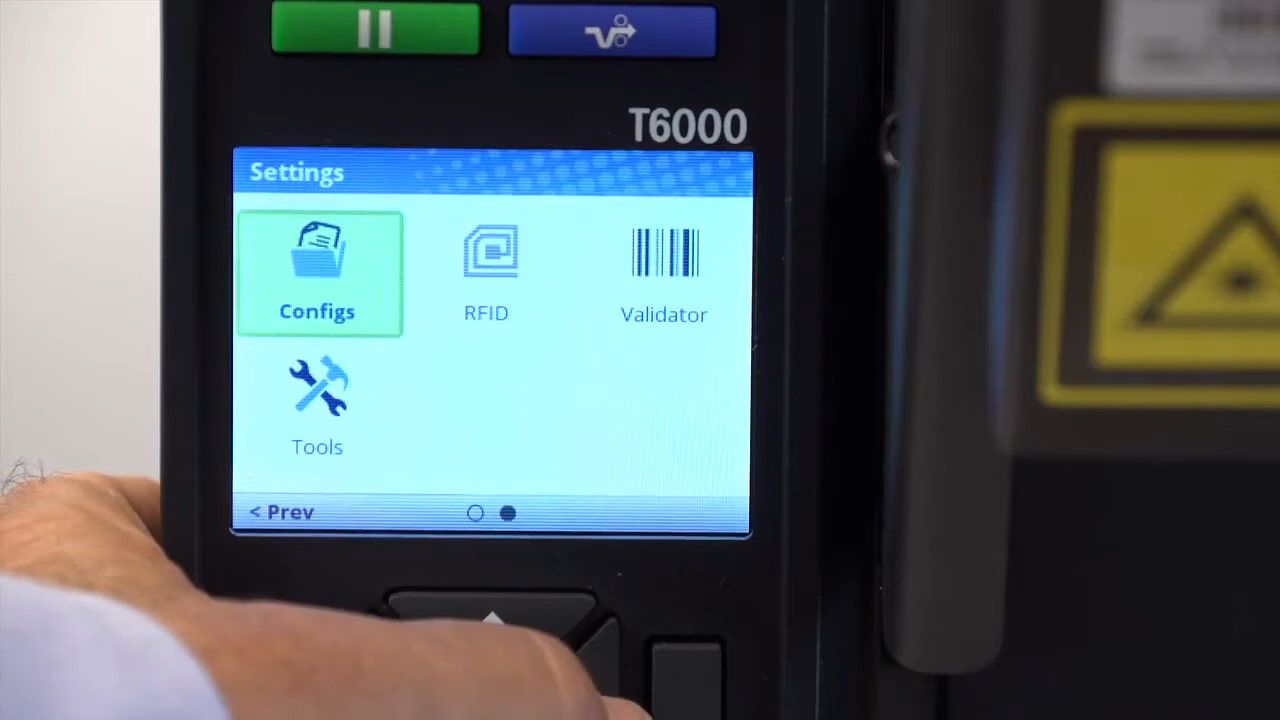 T6000
Settings
Configs
RFID
Validator
Tools
< Prev